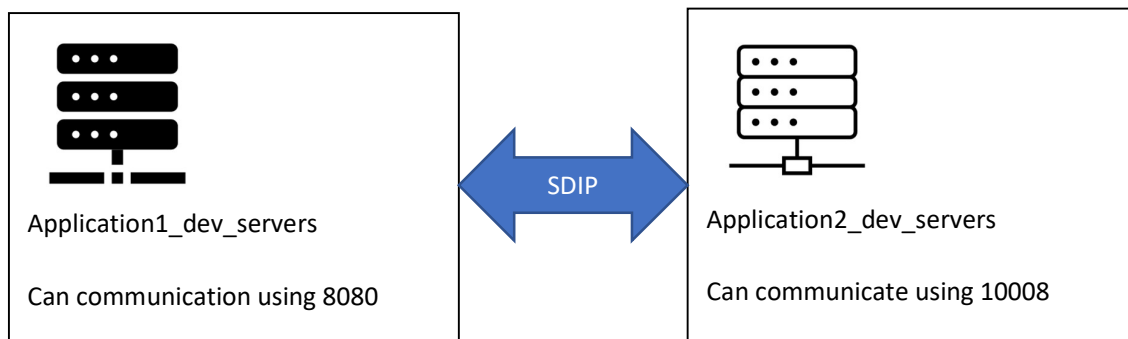 Application1_dev_servers
Can communication using 8080
SDIP
Application2_dev_servers
Can communicate using 10008